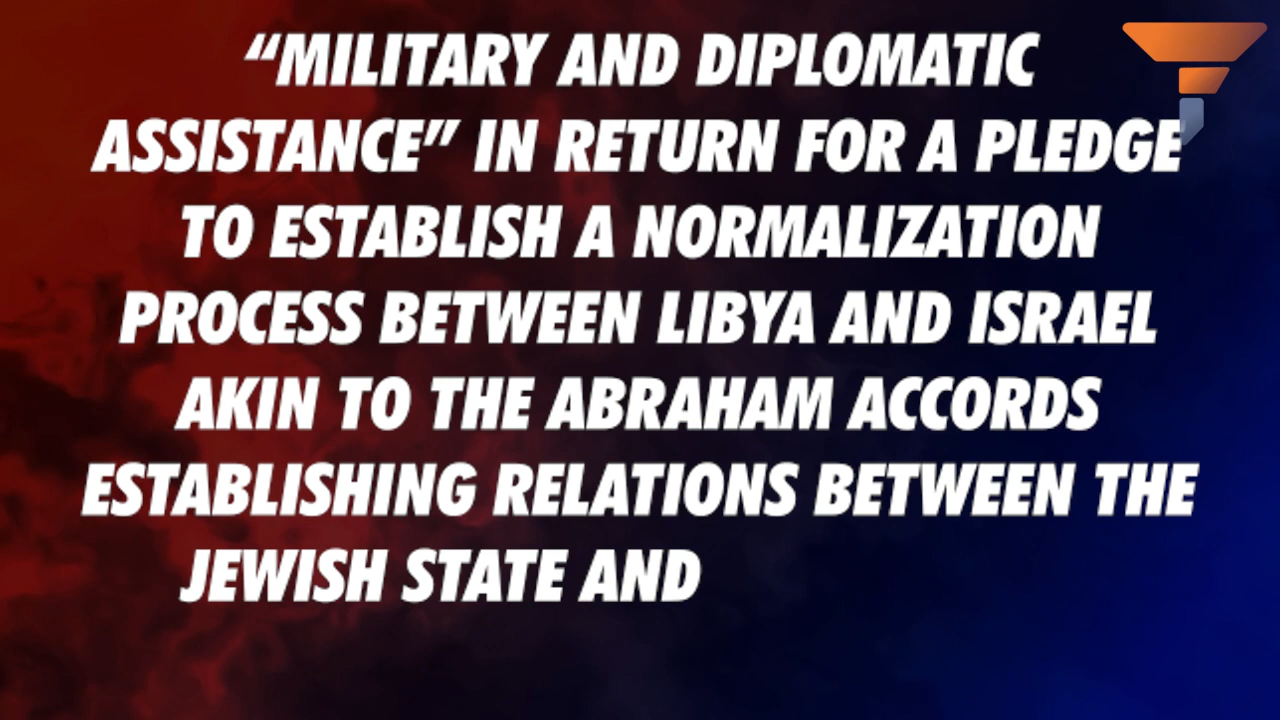 “MILITARY AND DIPLOMATIC
ASSISTANCE” IN RETURN FOR A PLEDGE
TO ESTABLISH A NORMALIZATION
PROCESS BETWEEN LIBYA AND ISRAEL
AKIN TO THE ABRAHAM ACCORDS
ESTABLISHING RELATIONS BETWEEN THE
JEWISH STATE AND